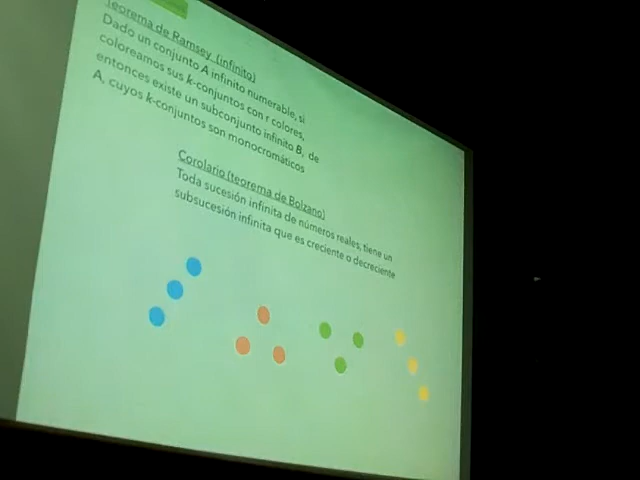 Teorema de Ramsey (infinito)
Dado un conjunto A infinito numerable, si
coloreamos sus k-conjuntos con r colores,
entonces existe un subconjunto infinito B, de
A, cuyos k-conjuntos son monocromáticos
Corolario (teorema de Bolzano)
Toda sucesión infinita de números reales, tiene un
subsucesión infinita que es creciente o decreciente